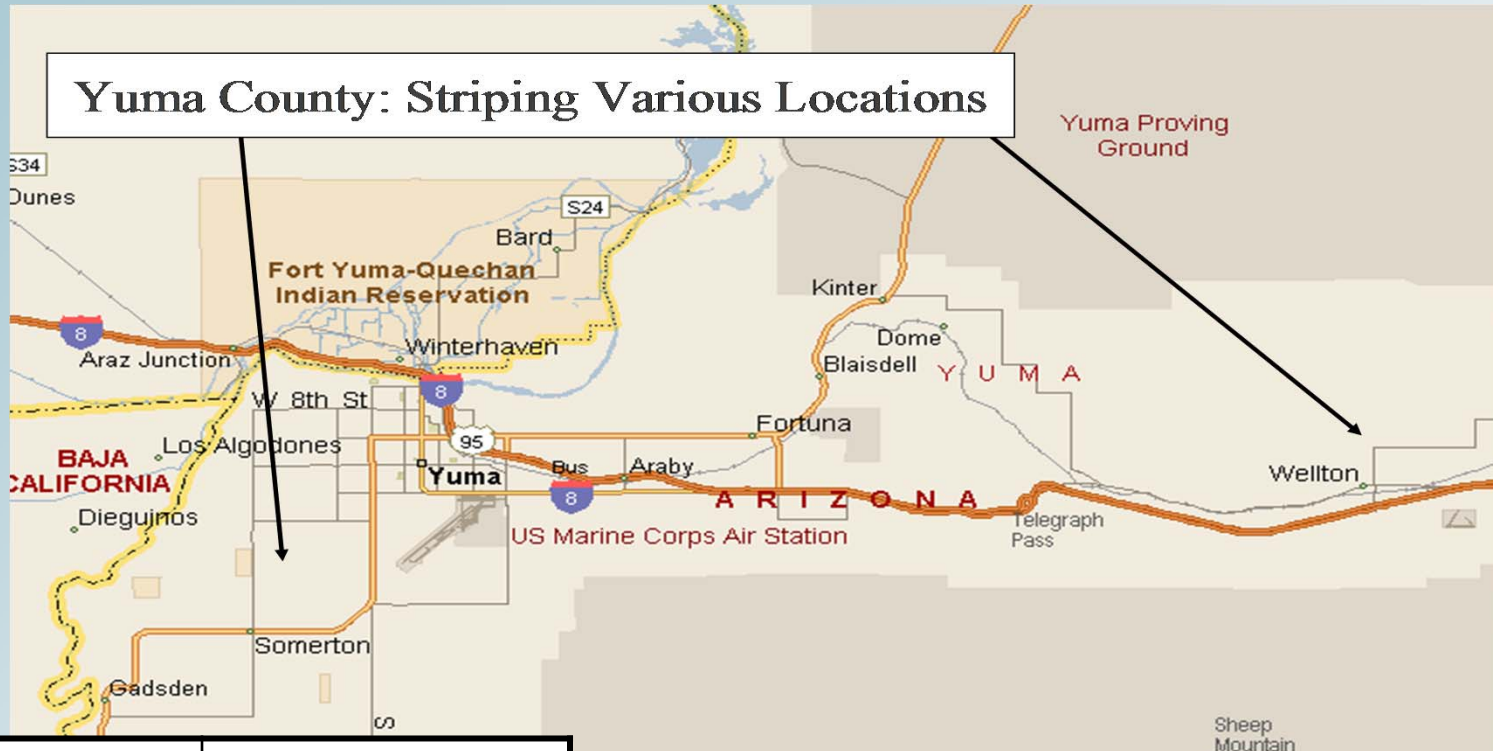 Yuma County: Striping Various Locations
Yuma Proving
Ground
S34
Dunes
S24
Bard
Fort Yuma-Quechan
Indian Reservation
Kinter
8
Araz Junction
Winterhaven
Dome
Blaisdell
YUMA
8
W 8th St
Fortuna
Los Algodones
95
BAJA
CALIFORNIA
Yuma
Bus
8
Araby
Wellton
ARIZONA
Dieguinos
US Marine Corps Air Station
Telegraph
Pass
Somerton
Gadsden
S
Sheep
Mountain